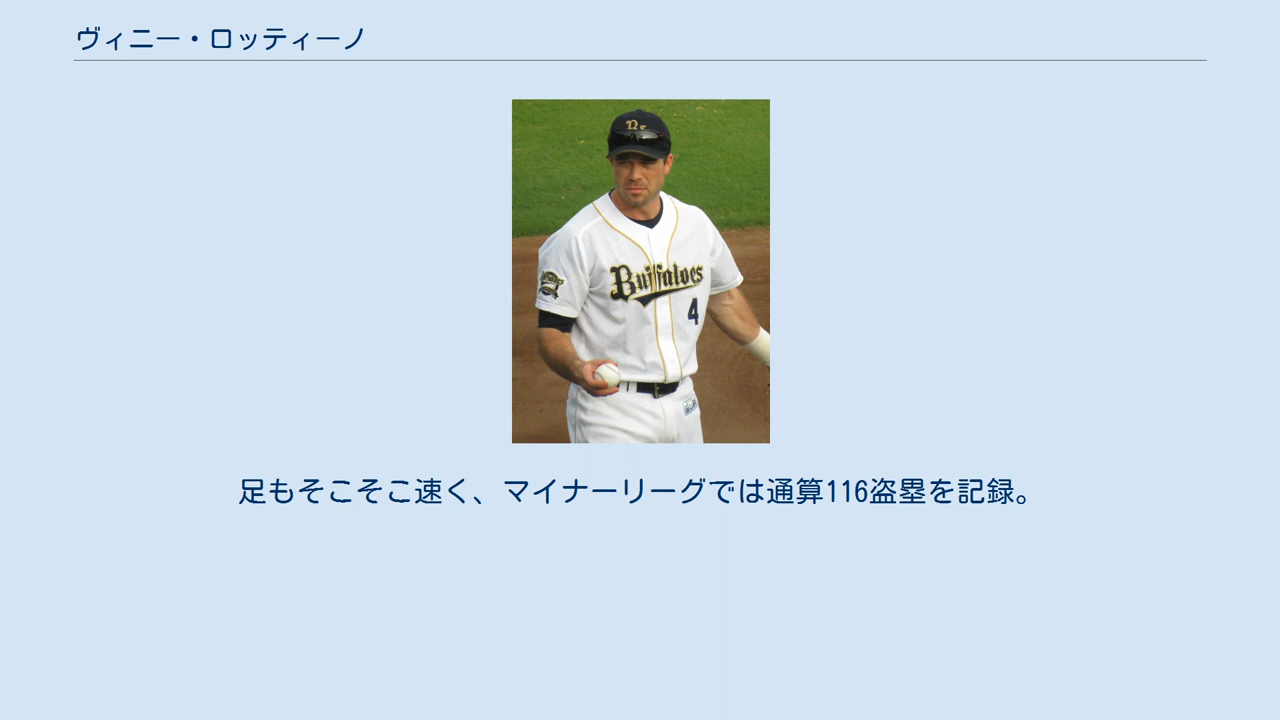 ヴィニー・ロッティーノ
Bs
Buffaloes
4
足もそこそこ速く、マイナーリーグでは通算116盗塁を記録。